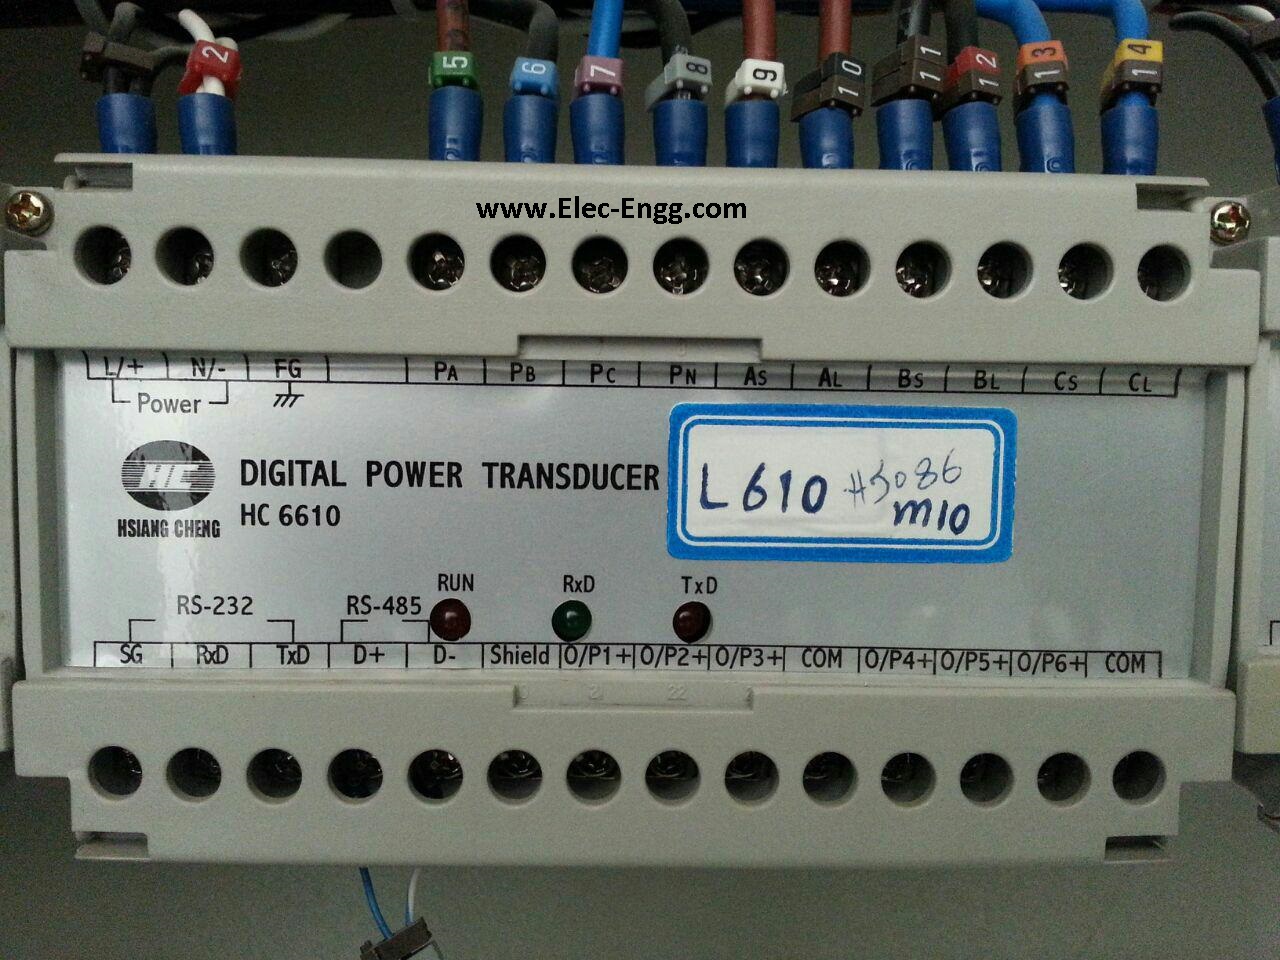 2 5 6 7 8 9 10 11 12 13 14
www.Elec-Engg.com
L/+ N/- FG PA PB PC PN AS AL BS BL CS CL
Power
HC
HSIANG CHENG
DIGITAL POWER TRANSDUCER
HC 6610
L610 #5086
m10
RUN RxD TxD
RS-232 RS-485
SG RxD TxD D+ D- Shield O/P1+ O/P2+ O/P3+ COM O/P4+ O/P5+ O/P6+ COM
21 22